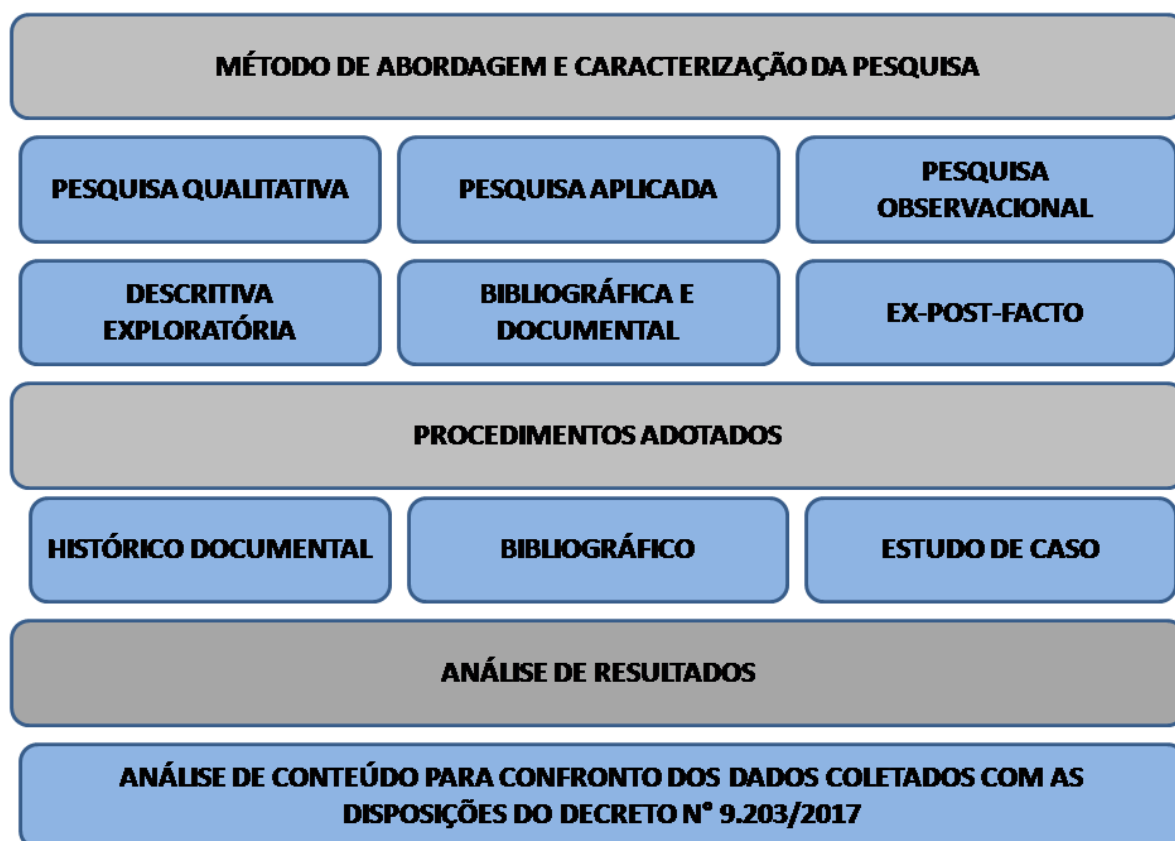 MÉTODO DE ABORDAGEM E CARACTERIZAÇÃO DA PESQUISA
PESQUISA QUALITATIVA
PESQUISA APLICADA
PESQUISA
OBSERVACIONAL
DESCRITIVA
EXPLORATÓRIA
BIBLIOGRÁFICA E
DOCUMENTAL
EX-POST-FACTO
PROCEDIMENTOS ADOTADOS
HISTÓRICO DOCUMENTAL
BIBLIOGRÁFICO
ESTUDO DE CASO
ANÁLISE DE RESULTADOS
ANÁLISE DE CONTEÚDO PARA CONFRONTO DOS DADOS COLETADOS COM AS
DISPOSIÇÕES DO DECRETO N° 9.203/2017